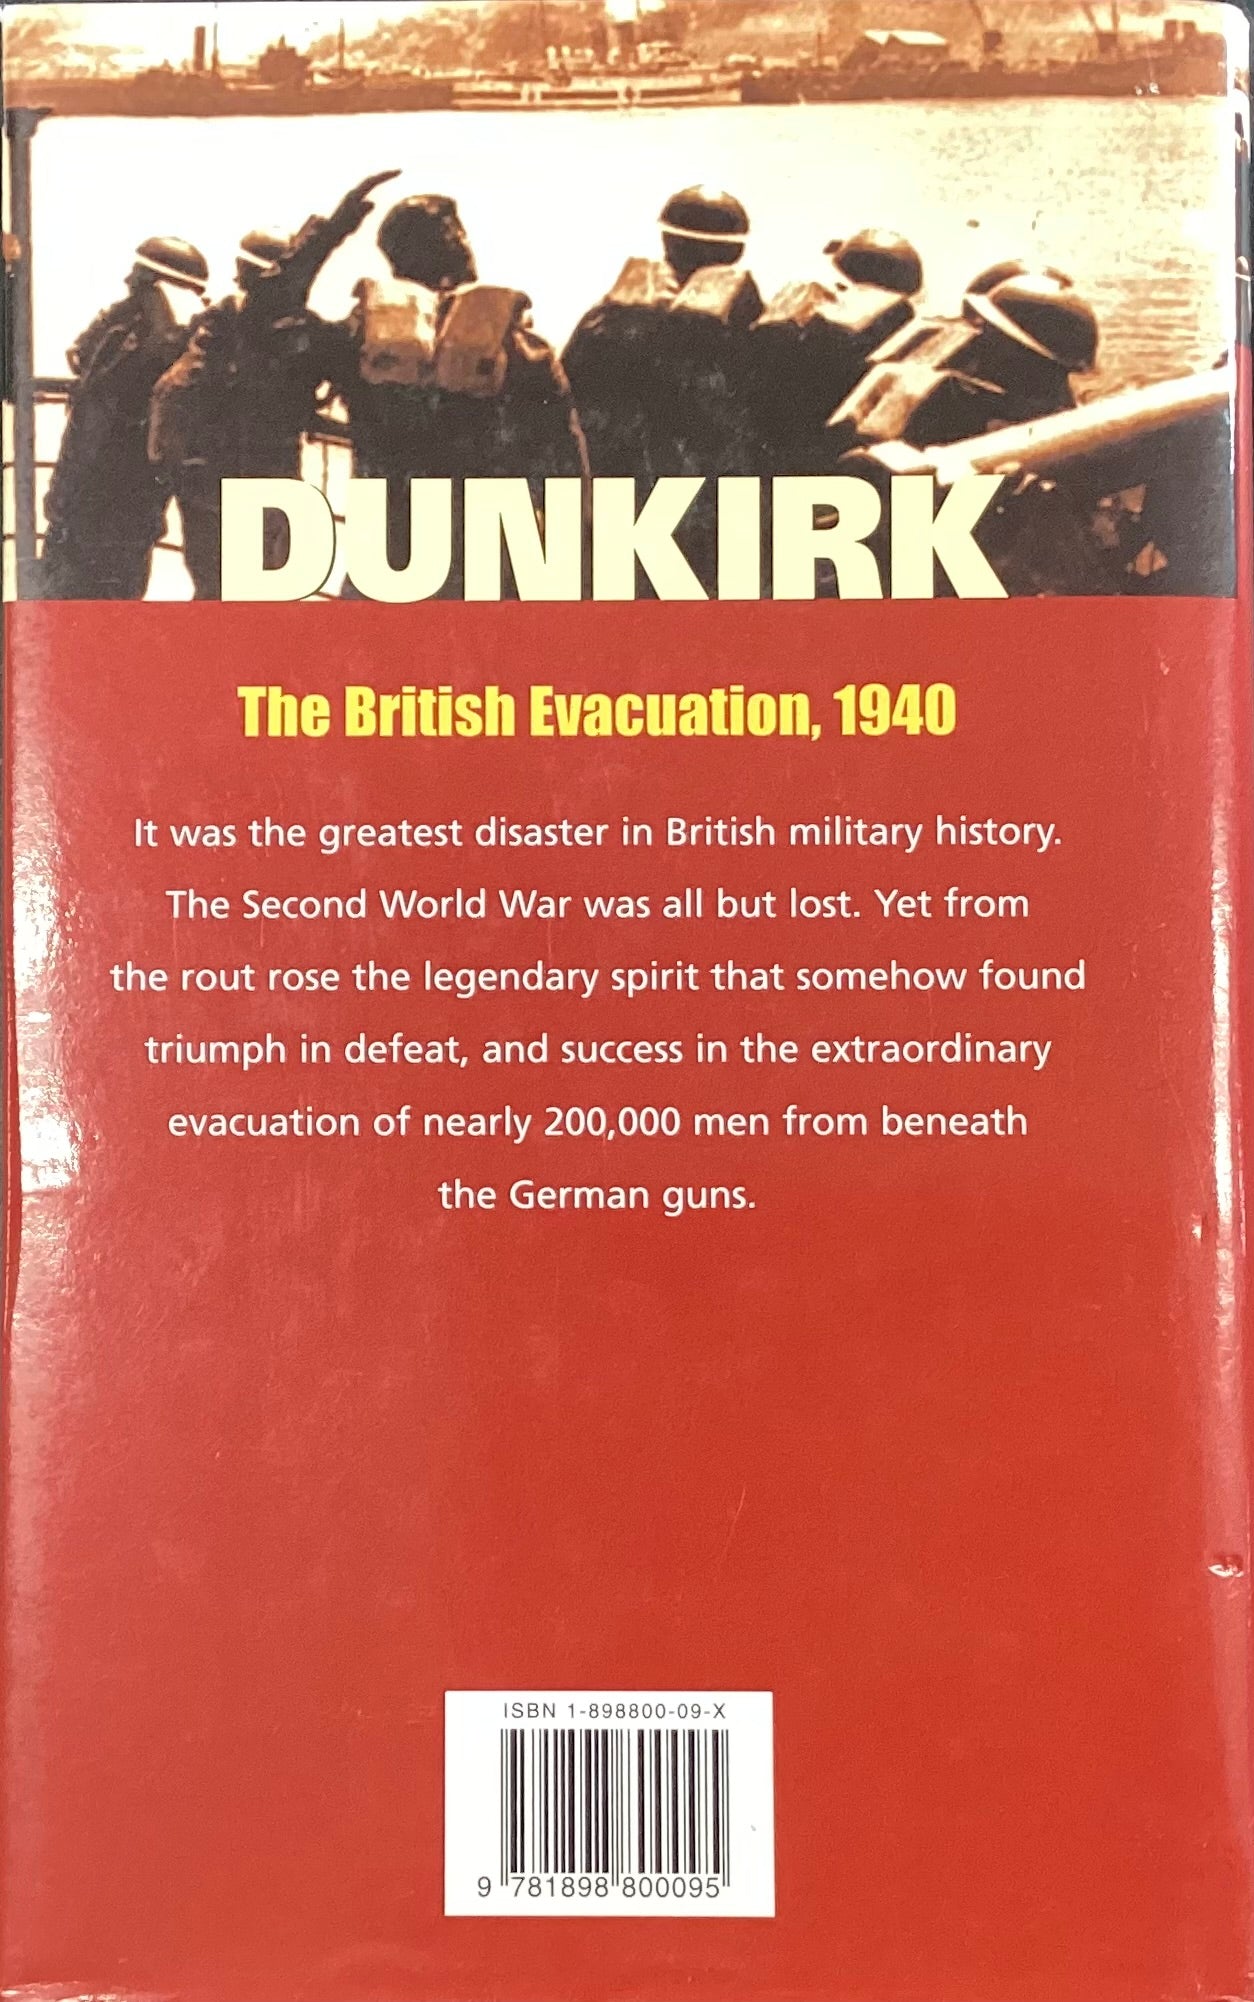 DUNKIRK
The British Evacuation, 1940
It was the greatest disaster in British military history.
The Second World War was all but lost. Yet from
the rout rose the legendary spirit that somehow found
triumph in defeat, and success in the extraordinary
evacuation of nearly 200,000 men from beneath
the German guns.
ISBN 1-898800-09-X
9 781898 800095